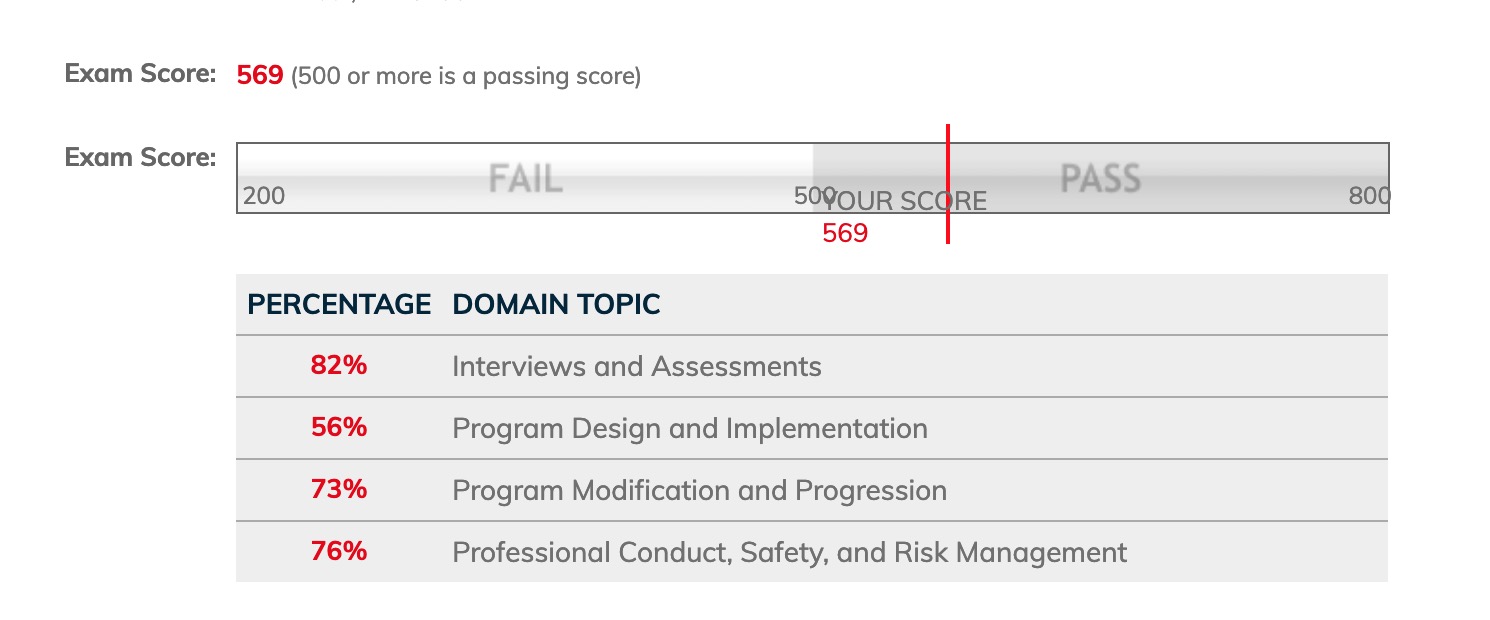 Exam Score: 569 (500 or more is a passing score)
Exam Score:
FAIL PASS
200 500 800
YOUR SCORE
569
PERCENTAGE DOMAIN TOPIC
82% Interviews and Assessments
56% Program Design and Implementation
73% Program Modification and Progression
76% Professional Conduct, Safety, and Risk Management